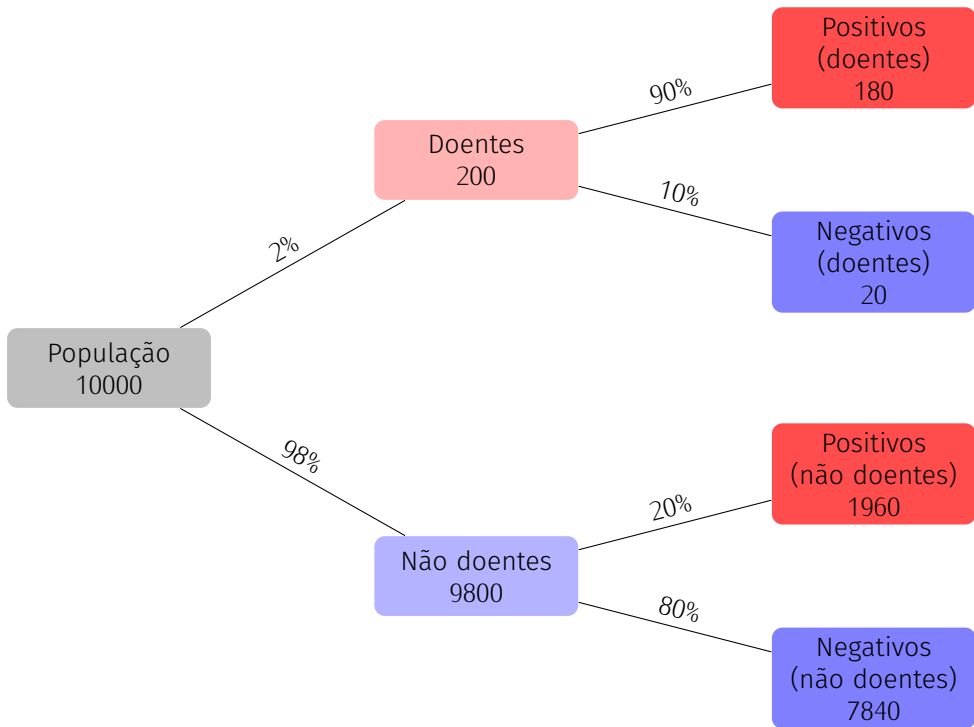 Positivos
(doentes)
180
90%
Doentes
200
10%
Negativos
(doentes)
20
2%
População
10000
98%
Positivos
(não doentes)
1960
20%
Não doentes
9800
80%
Negativos
(não doentes)
7840